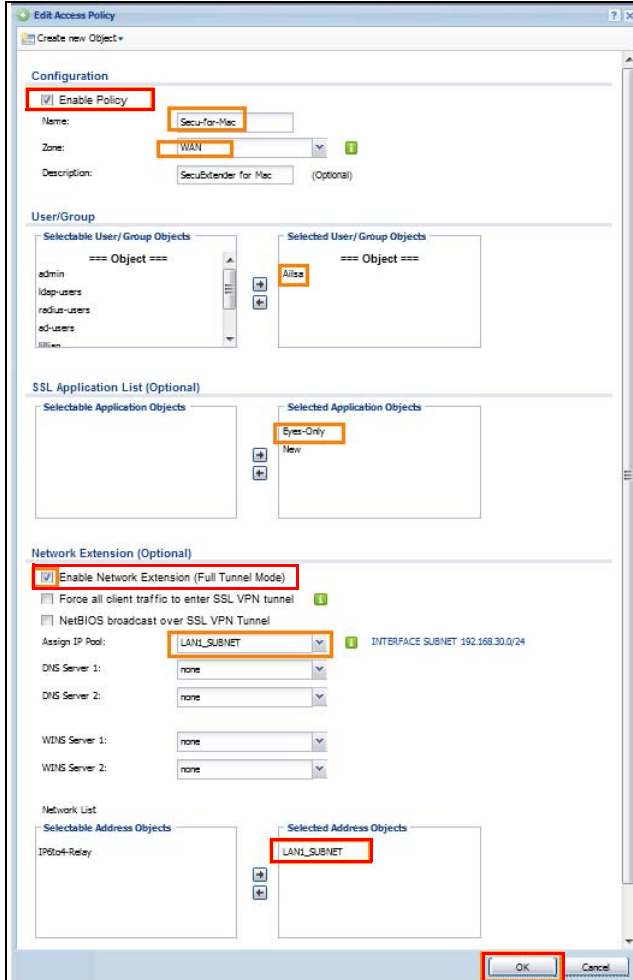 Edit Access Policy
Create new Object
Configuration
Enable Policy
Name: Secu-for-Mac
Zone: WAN
Description: SecuExtender for Mac (Optional)
User/Group
Selectable User/Group Objects Selected User/Group Objects
=== Object === === Object ===
admin Ailsa
ldap-users
radius-users
ad-users
SSL Application List (Optional)
Selectable Application Objects Selected Application Objects
Eyes-Only
New
Network Extension (Optional)
Enable Network Extension (Full Tunnel Mode)
Force all client traffic to enter SSL VPN tunnel
NetBIOS broadcast over SSL VPN Tunnel
Assign IP Pool: LAN1_SUBNET INTERFACE SUBNET 192.168.30.0/24
DNS Server 1: none
DNS Server 2: none
WINS Server 1: none
WINS Server 2: none
Network List
Selectable Address Objects Selected Address Objects
IP6to4-Relay LAN1_SUBNET
OK Cancel